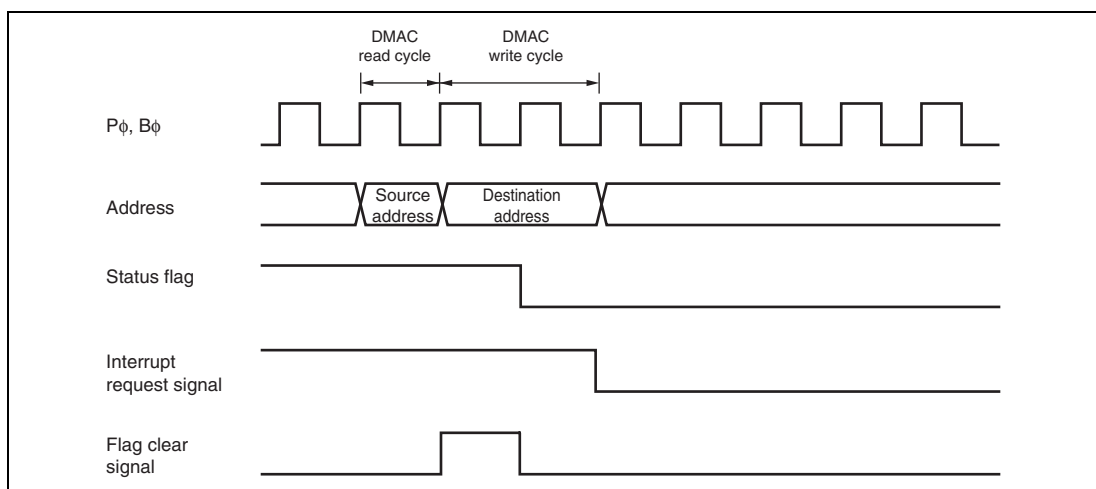 DMAC
read cycle
DMAC
write cycle
Pϕ, Bϕ
Address
Source
address
Destination
address
Status flag
Interrupt
request signal
Flag clear
signal